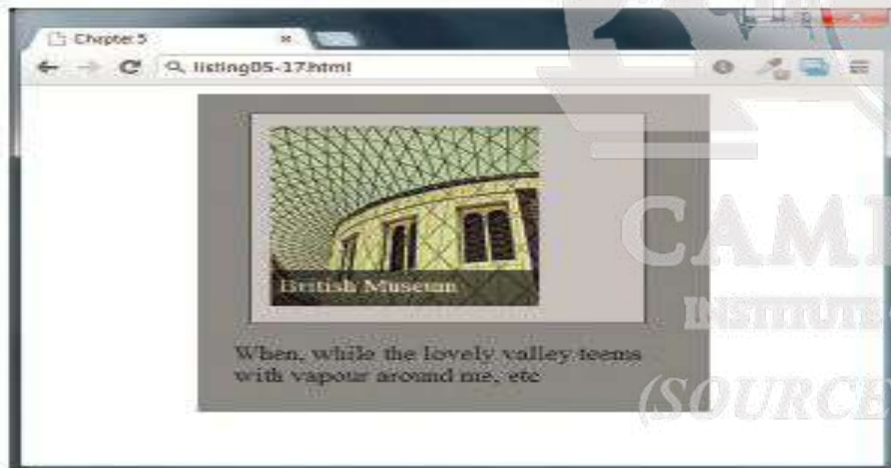 Chapter 5
listing05-17.html
British Museum
When, while the lovely valley teems
with vapour around me, etc
INSTITUTE
(SOURCE